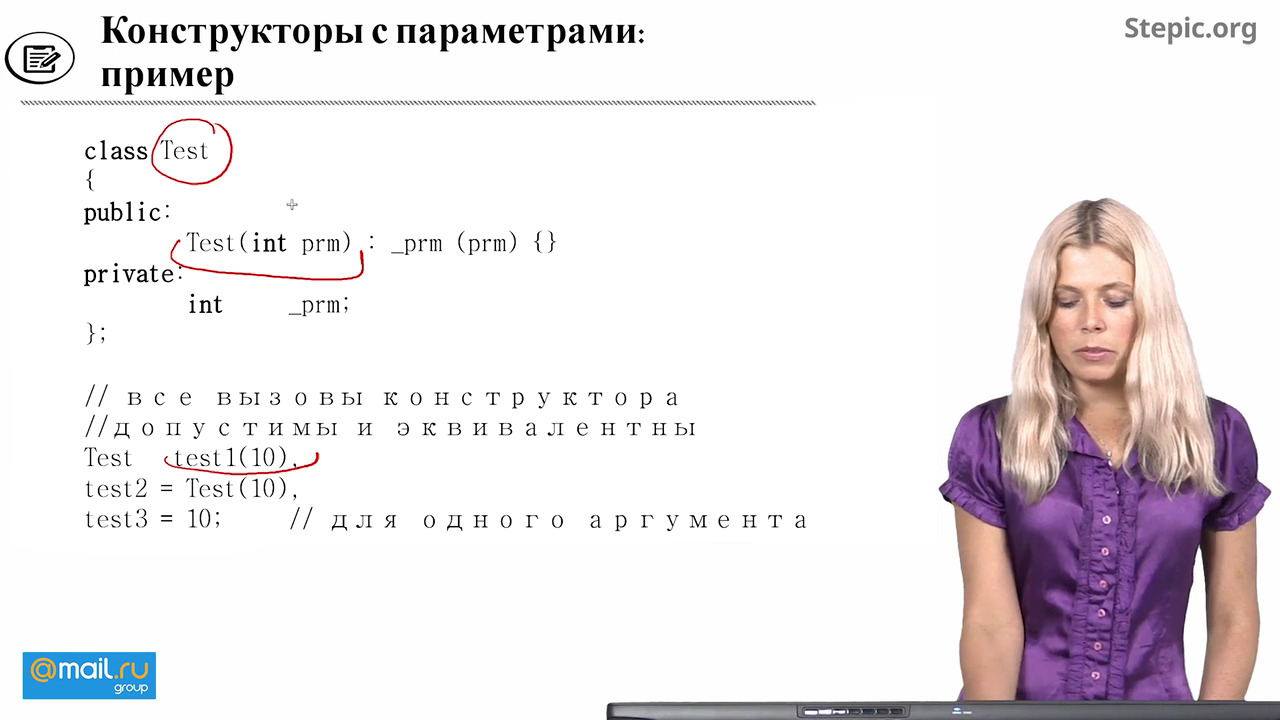 Конструкторы с параметрами:
пример
Stepic.org
class Test
{
public:
Test(int prm) : _prm (prm) {}
private:
int _prm;
};
// все вызовы конструктора
//допустимы и эквивалентны
Test test1(10),
test2 = Test(10),
test3 = 10; // для одного аргумента
@mail.ru
group